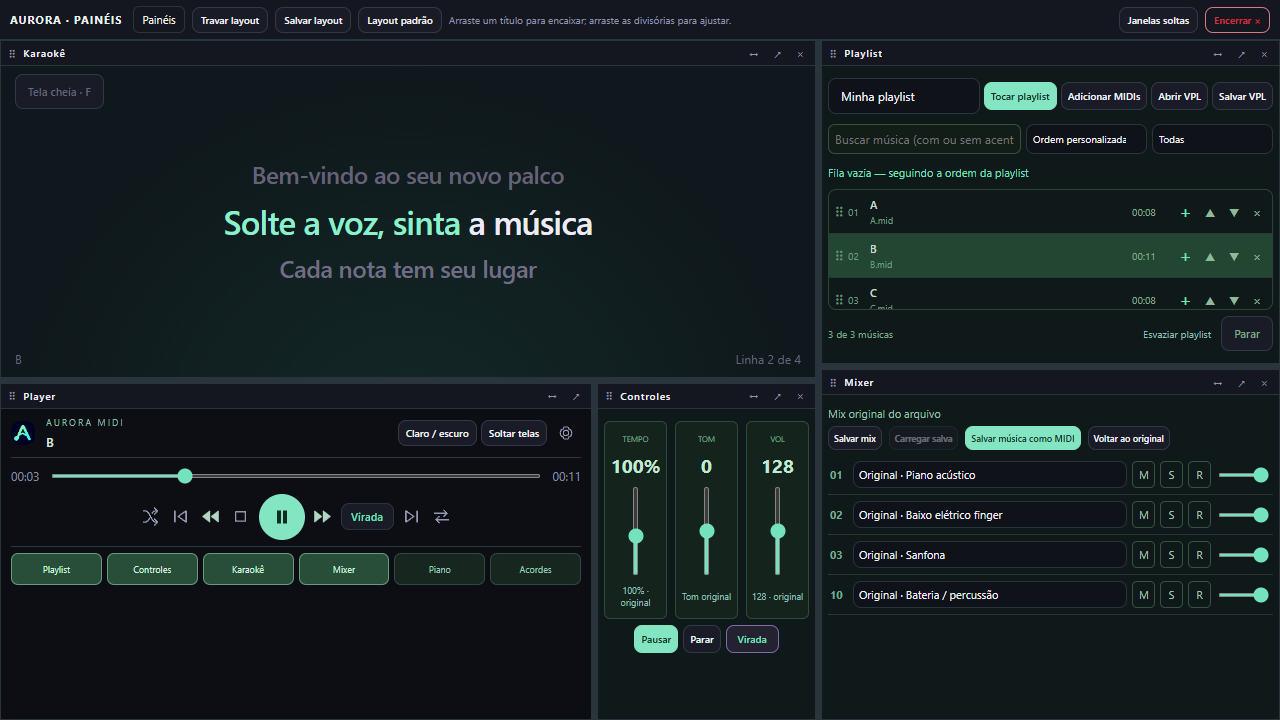 AURORA · PAINÉIS
Painéis
Travar layout
Salvar layout
Layout padrão
Arraste um título para encaixar; arraste as divisórias para ajustar.
Janelas soltas
Encerrar ×
Karaokê
Tela cheia · F
Bem-vindo ao seu novo palco
Solte a voz, sinta a música
Cada nota tem seu lugar
B
Linha 2 de 4
Playlist
Minha playlist
Tocar playlist
Adicionar MIDIs
Abrir VPL
Salvar VPL
Buscar música (com ou sem acent
Ordem personalizada
Todas
Fila vazia — seguindo a ordem da playlist
01
A
A.mid
00:08
02
B
B.mid
00:11
03
C
C.mid
00:08
3 de 3 músicas
Esvaziar playlist
Parar
Player
AURORA MIDI
B
Claro / escuro
Soltar telas
00:03
00:11
Virada
Playlist
Controles
Karaokê
Mixer
Piano
Acordes
Controles
TEMPO
TOM
VOL
100%
0
128
100% · original
Tom original
128 · original
Pausar
Parar
Virada
Mixer
Mix original do arquivo
Salvar mix
Carregar salva
Salvar música como MIDI
Voltar ao original
01
Original · Piano acústico
M
S
R
02
Original · Baixo elétrico finger
M
S
R
03
Original · Sanfona
M
S
R
10
Original · Bateria / percussão
M
S
R